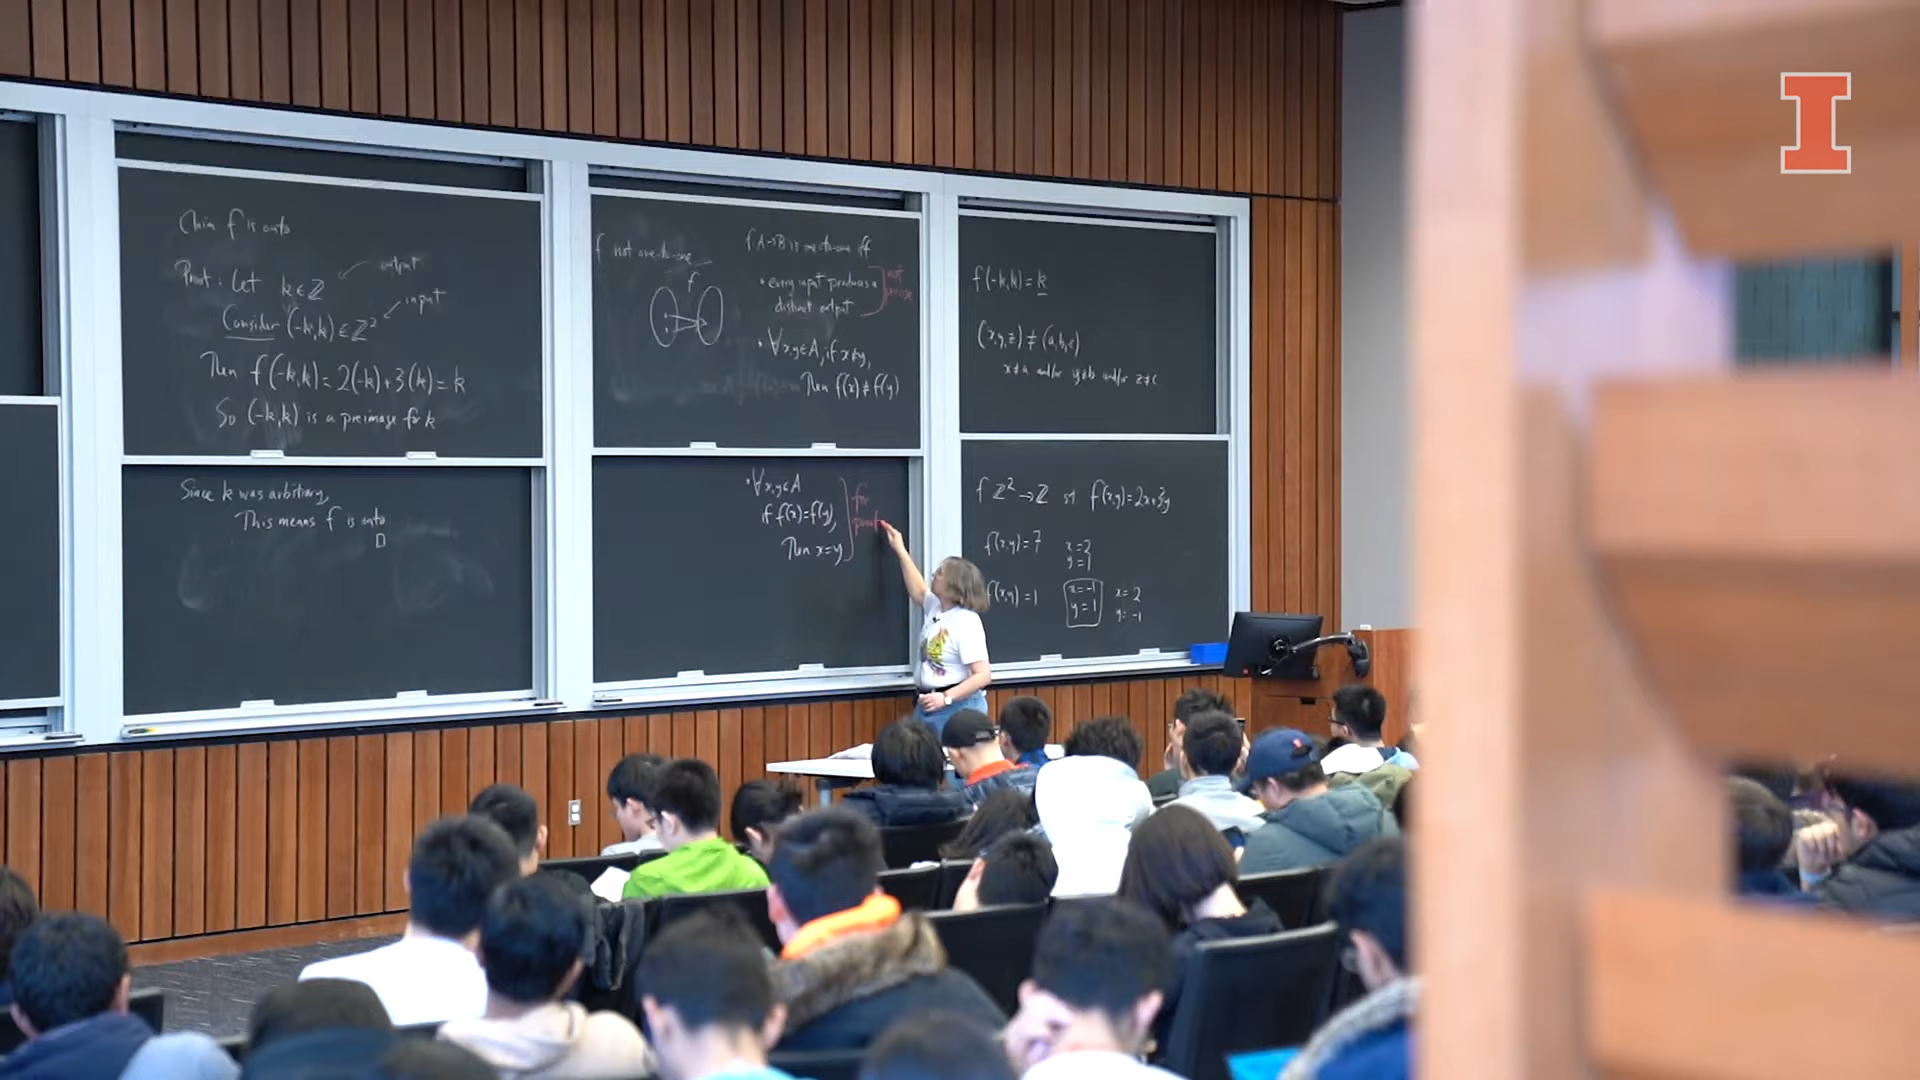 Claim f is onto
Proof: Let k∈ℤ
output
Consider (-k,k)∈ℤ²
input
Then f(-k,k)=2(-k)+3(k)=k
So (-k,k) is a preimage for k
Since k was arbitrary,
This means f is onto
□
f not one-to-one
f
f A→B is one-to-one iff
• every input produces a
distinct output
not
• ∀x,y∈A, if x≠y,
Then f(x)≠f(y)
• ∀x,y∈A
if f(x)=f(y),
Then x=y
for
proof
f(-k,k)=k
(x,y,z)≠(a,b,c)
x≠a and/or y≠b and/or z≠c
f ℤ²→ℤ st f(x,y)=2x+3y
f(x,y)=7
x=2
y=1
f(x,y)=1
x=-1
y=1
x=2
y=-1
I